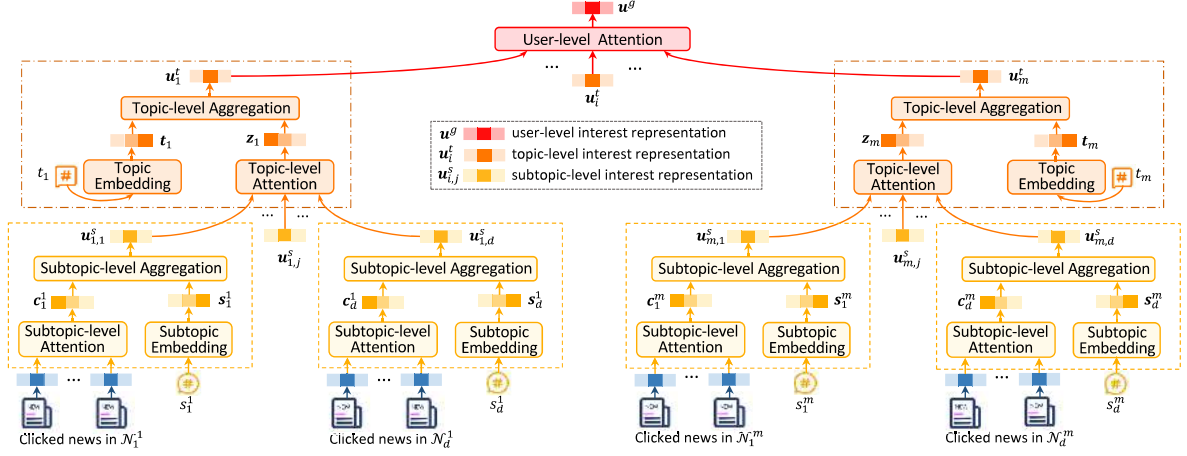 u^g
User-level Attention
... ...
u_1^t
u_i^t
u_m^t
Topic-level Aggregation
Topic-level Aggregation
t_1
z_1
z_m
t_m
u^g user-level interest representation
u_i^t topic-level interest representation
u_{i,j}^s subtopic-level interest representation
t_1
#
Topic
Embedding
Topic-level
Attention
Topic-level
Attention
Topic
Embedding
#
t_m
... ...
... ...
u_{1,1}^s
u_{1,j}^s
u_{1,d}^s
u_{m,1}^s
u_{m,j}^s
u_{m,d}^s
Subtopic-level Aggregation
Subtopic-level Aggregation
Subtopic-level Aggregation
Subtopic-level Aggregation
c_1^1
s_1^1
c_d^1
s_d^1
c_1^m
s_1^m
c_d^m
s_d^m
Subtopic-level
Attention
Subtopic
Embedding
Subtopic-level
Attention
Subtopic
Embedding
Subtopic-level
Attention
Subtopic
Embedding
Subtopic-level
Attention
Subtopic
Embedding
...
#
...
#
...
#
...
#
s_1^1
s_d^1
s_1^m
s_d^m
Clicked news in 𝒩_1^1
Clicked news in 𝒩_d^1
Clicked news in 𝒩_1^m
Clicked news in 𝒩_d^m